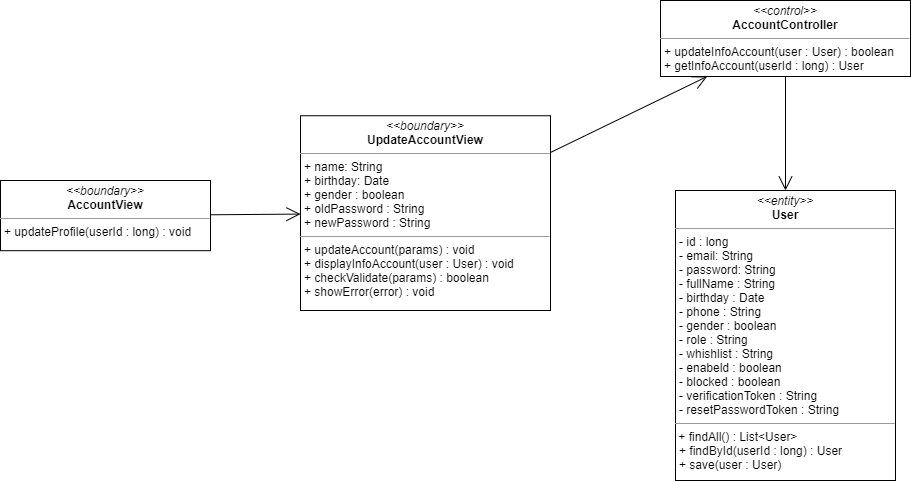 <<control>>
AccountController
+ updateInfoAccount(user : User) : boolean
+ getInfoAccount(userId : long) : User
<<boundary>>
UpdateAccountView
+ name: String
+ birthday: Date
+ gender : boolean
+ oldPassword : String
+ newPassword : String
+ updateAccount(params) : void
+ displayInfoAccount(user : User) : void
+ checkValidate(params) : boolean
+ showError(error) : void
<<boundary>>
AccountView
+ updateProfile(userId : long) : void
<<entity>>
User
- id : long
- email: String
- password: String
- fullName : String
- birthday : Date
- phone : String
- gender : boolean
- role : String
- whishlist : String
- enabeld : boolean
- blocked : boolean
- verificationToken : String
- resetPasswordToken : String
+ findAll() : List<User>
+ findById(userId : long) : User
+ save(user : User)